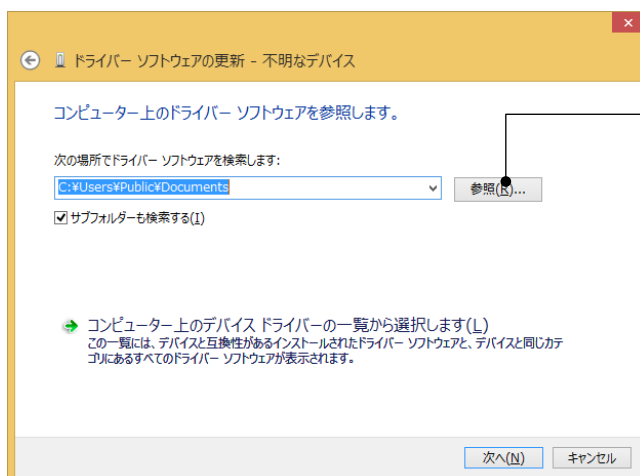 ドライバー ソフトウェアの更新 - 不明なデバイス
コンピューター上のドライバー ソフトウェアを参照します。
次の場所でドライバー ソフトウェアを検索します:
C:¥Users¥Public¥Documents
参照(R)...
サブフォルダーも検索する(I)
コンピューター上のデバイス ドライバーの一覧から選択します(L)
この一覧には、デバイスと互換性があるインストールされたドライバー ソフトウェアと、デバイスと同じカテ
ゴリにあるすべてのドライバー ソフトウェアが表示されます。
次へ(N)
キャンセル